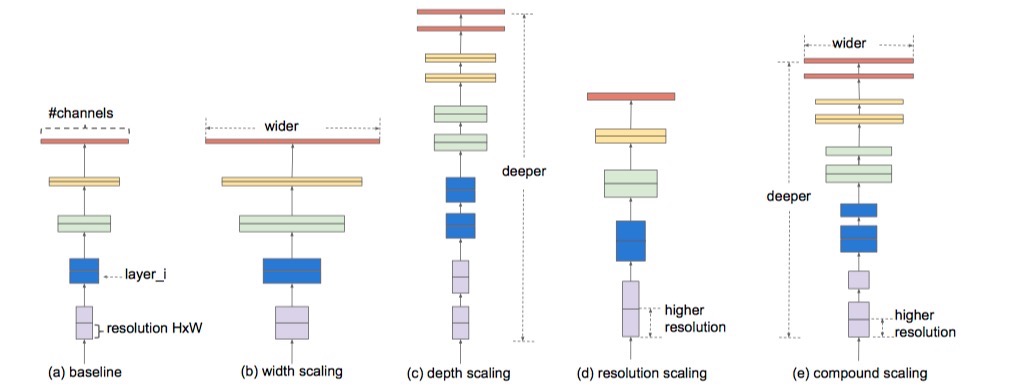 #channels
layer_i
resolution HxW
(a) baseline
wider
(b) width scaling
deeper
(c) depth scaling
higher
resolution
(d) resolution scaling
wider
deeper
higher
resolution
(e) compound scaling